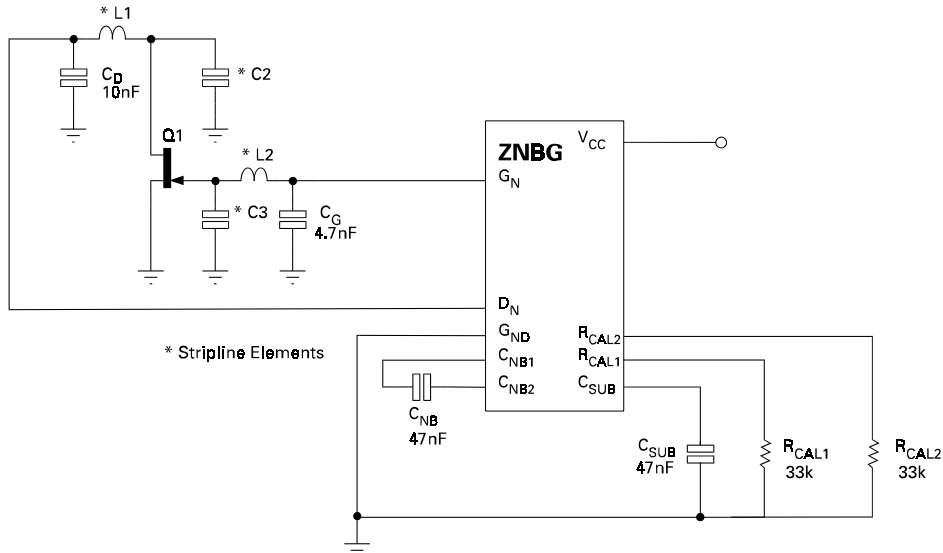 * L1
C_D
10nF
* C2
Q1
* L2
* C3
C_G
4.7nF
ZNBG
V_CC
G_N
D_N
G_ND
C_NB1
C_NB2
R_CAL2
R_CAL1
C_SUB
* Stripline Elements
C_NB
47nF
C_SUB
47nF
R_CAL1
33k
R_CAL2
33k